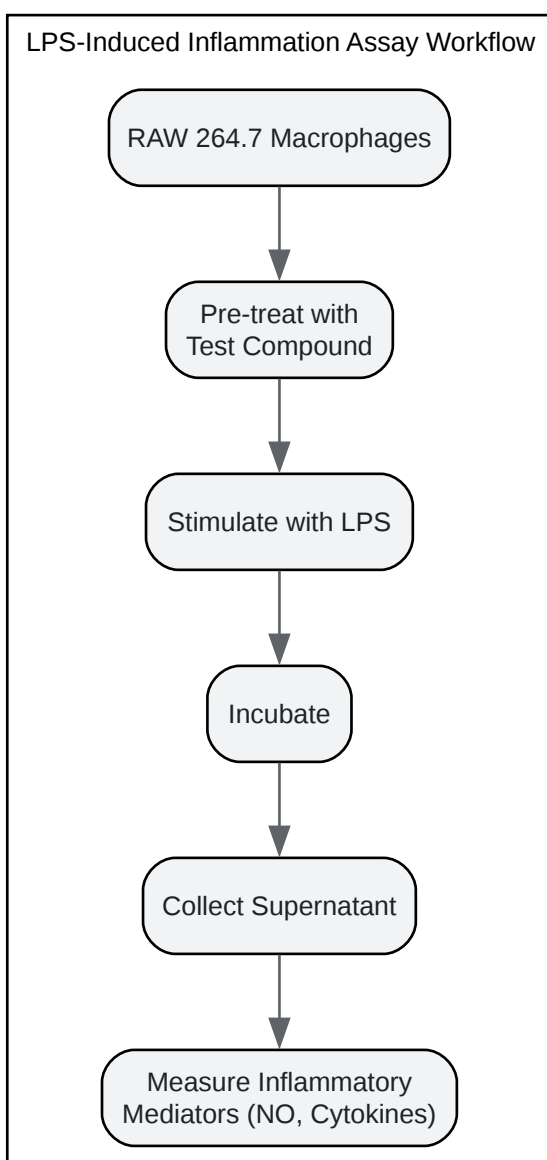 LPS-Induced Inflammation Assay Workflow
RAW 264.7 Macrophages
Pre-treat with
Test Compound
Stimulate with LPS
Incubate
Collect Supernatant
Measure Inflammatory
Mediators (NO, Cytokines)